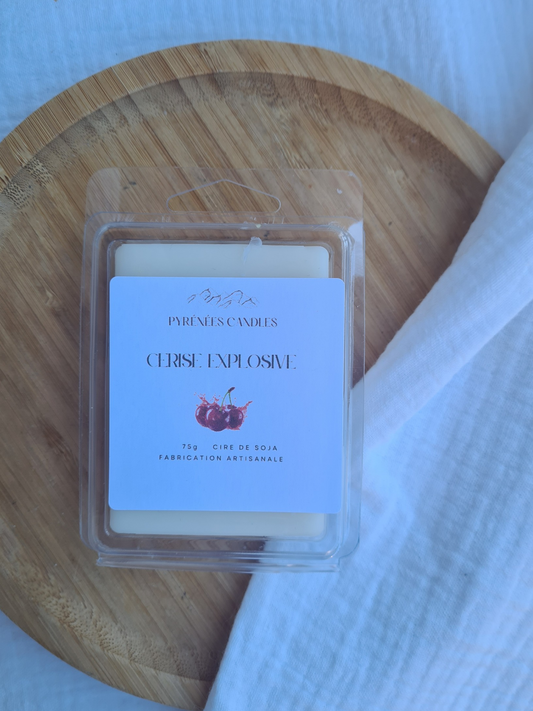 PYRÉNÉES CANDLES
CERISE EXPLOSIVE
75g CIRE DE SOJA
FABRICATION ARTISANALE